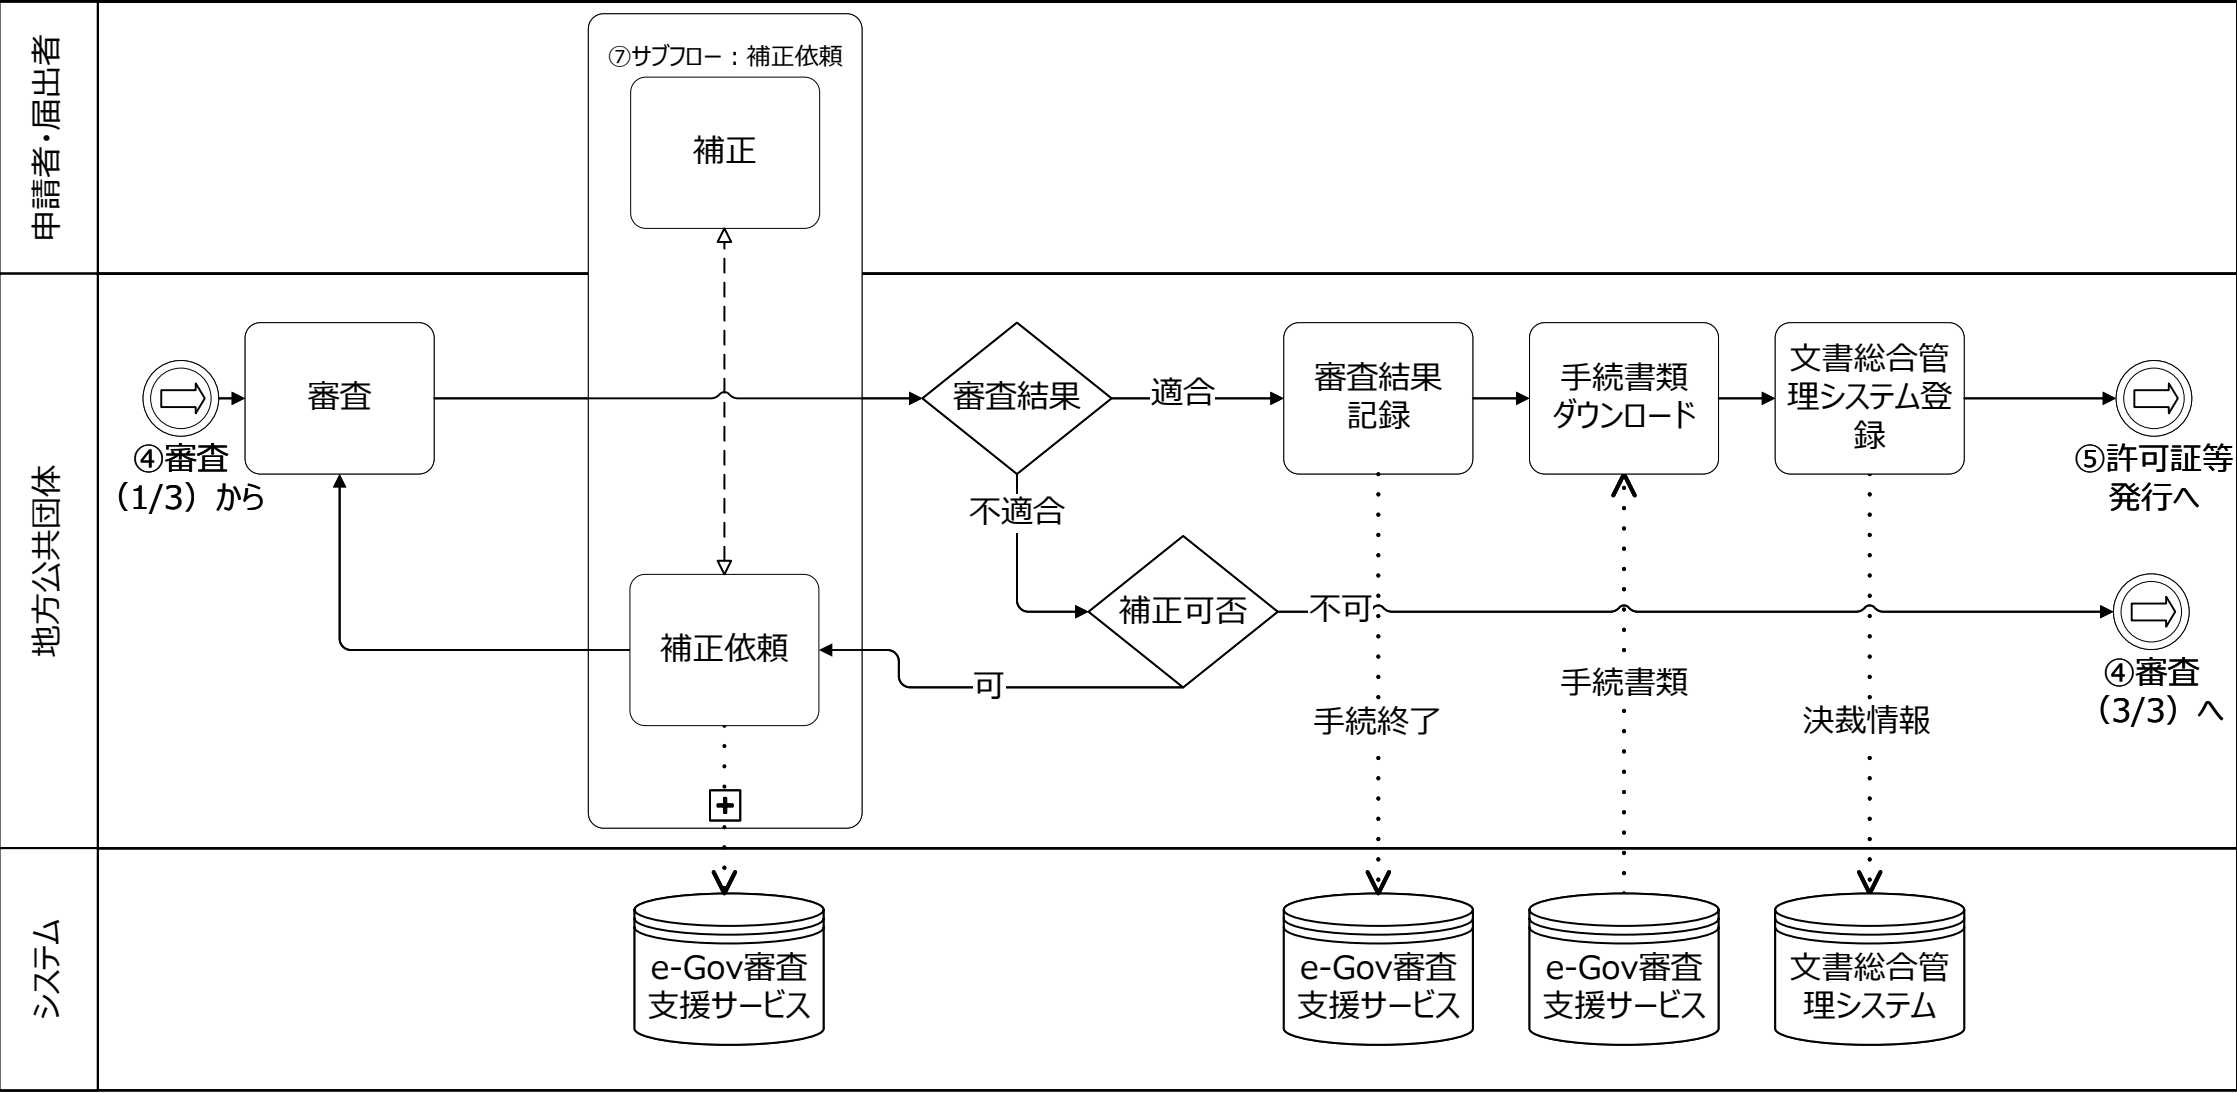 申請者・届出者
⑦サブフロー：補正依頼
補正
地方公共団体
④審査
（1/3）から
審査
審査結果
適合
不適合
審査結果
記録
手続書類
ダウンロード
文書総合管
理システム登
録
⑤許可証等
発行へ
補正依頼
可
補正可否
不可
④審査
（3/3）へ
手続終了
手続書類
決裁情報
システム
e-Gov審査
支援サービス
e-Gov審査
支援サービス
e-Gov審査
支援サービス
文書総合管
理システム